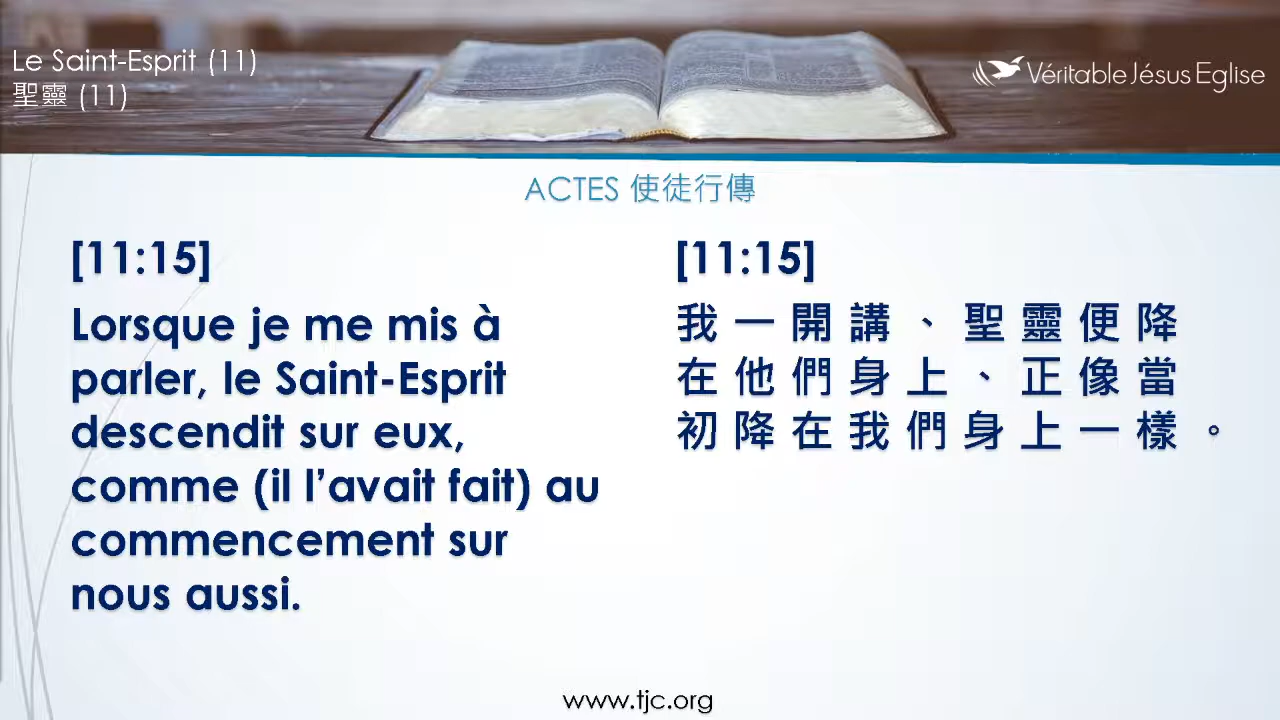 Le Saint-Esprit (11)
聖靈 (11)
Véritable Jésus Eglise
ACTES 使徒行傳
[11:15]
Lorsque je me mis à
parler, le Saint-Esprit
descendit sur eux,
comme (il l’avait fait) au
commencement sur
nous aussi.
[11:15]
我一開講、聖靈便降
在他們身上、正像當
初降在我們身上一樣。
www.tjc.org